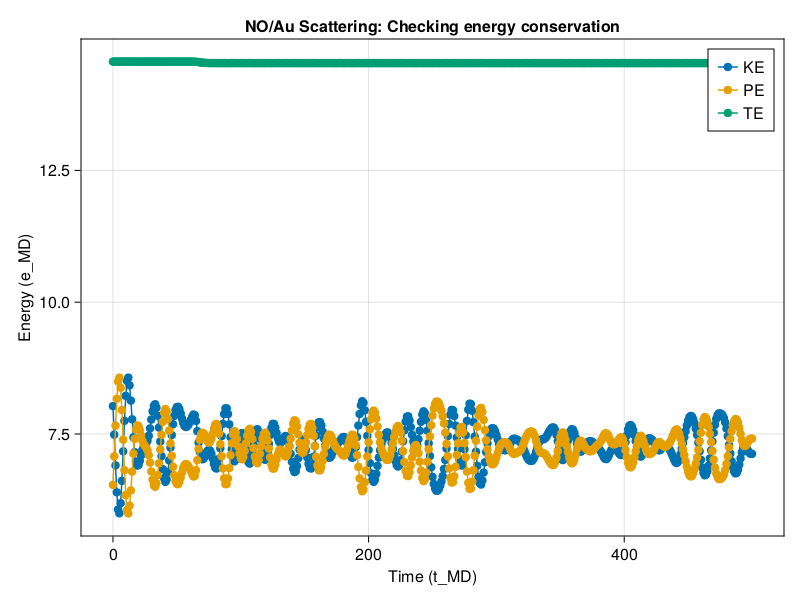 NO/Au Scattering: Checking energy conservation
KE
PE
TE
12.5
10.0
7.5
Energy (e_MD)
0
200
400
Time (t_MD)